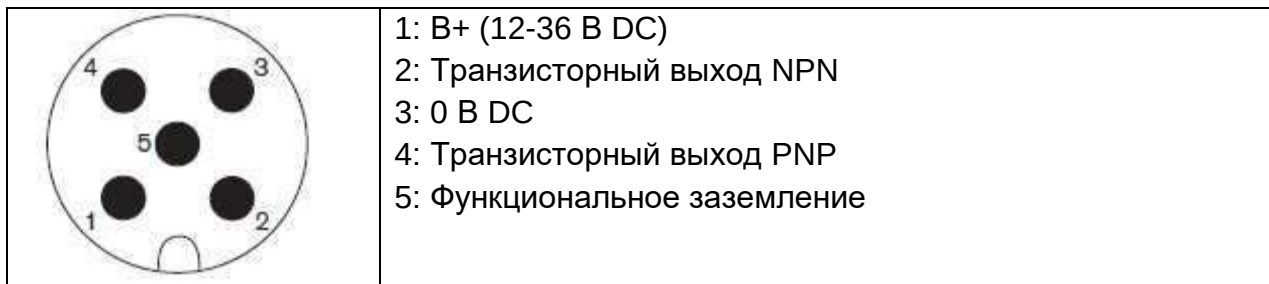 4
3
5
1
2
1: B+ (12-36 В DC)
2: Транзисторный выход NPN
3: 0 В DC
4: Транзисторный выход PNP
5: Функциональное заземление